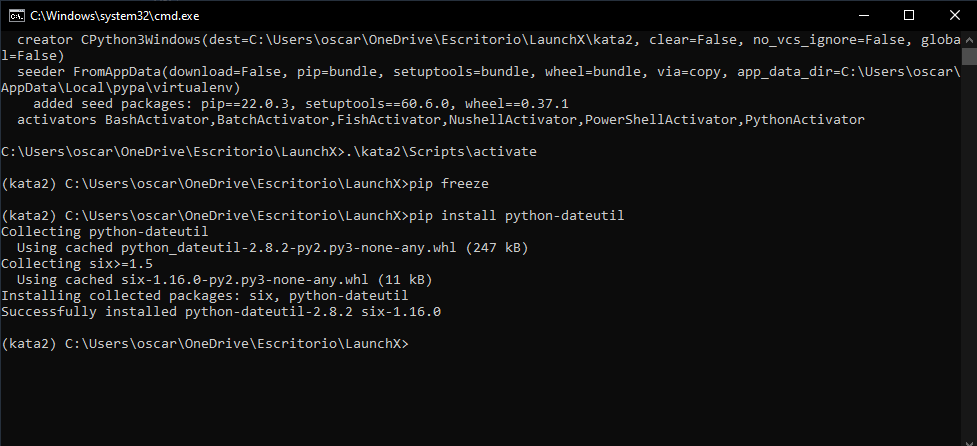 C:\Windows\system32\cmd.exe
creator CPython3Windows(dest=C:\Users\oscar\OneDrive\Escritorio\LaunchX\kata2, clear=False, no_vcs_ignore=False, globa
l=False)
seeder FromAppData(download=False, pip=bundle, setuptools=bundle, wheel=bundle, via=copy, app_data_dir=C:\Users\oscar\
AppData\Local\pypa\virtualenv)
added seed packages: pip==22.0.3, setuptools==60.6.0, wheel==0.37.1
activators BashActivator,BatchActivator,FishActivator,NushellActivator,PowerShellActivator,PythonActivator
C:\Users\oscar\OneDrive\Escritorio\LaunchX>.\kata2\Scripts\activate
(kata2) C:\Users\oscar\OneDrive\Escritorio\LaunchX>pip freeze
(kata2) C:\Users\oscar\OneDrive\Escritorio\LaunchX>pip install python-dateutil
Collecting python-dateutil
Using cached python_dateutil-2.8.2-py2.py3-none-any.whl (247 kB)
Collecting six>=1.5
Using cached six-1.16.0-py2.py3-none-any.whl (11 kB)
Installing collected packages: six, python-dateutil
Successfully installed python-dateutil-2.8.2 six-1.16.0
(kata2) C:\Users\oscar\OneDrive\Escritorio\LaunchX>